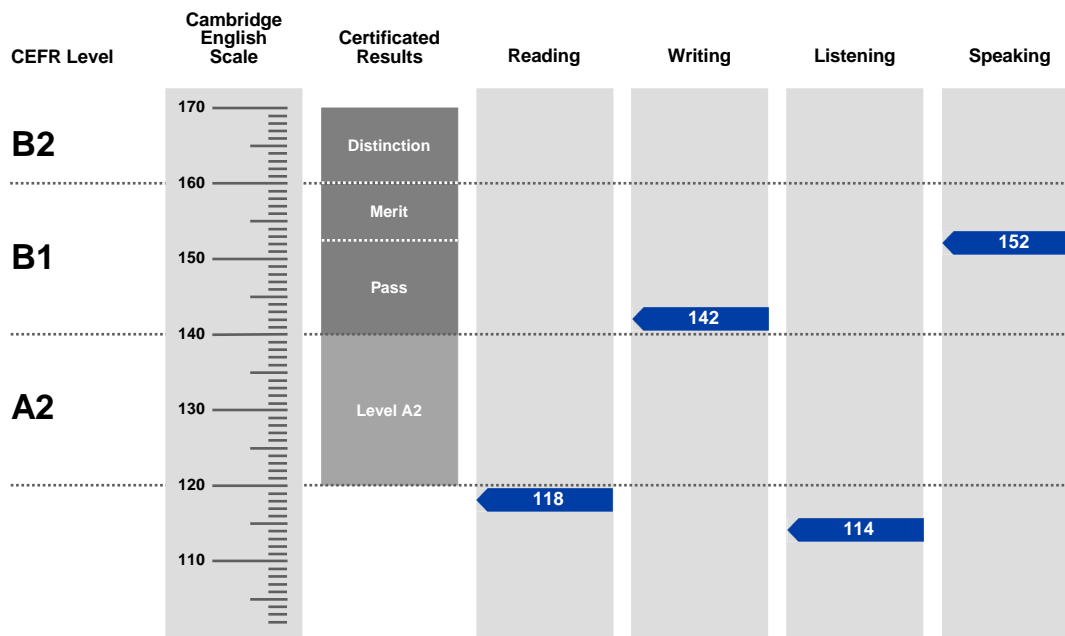 CEFR Level
Cambridge
English
Scale
Certificated
Results
Reading
Writing
Listening
Speaking
170
B2
Distinction
160
Merit
152
B1
150
Pass
142
140
A2
130
Level A2
120
118
114
110